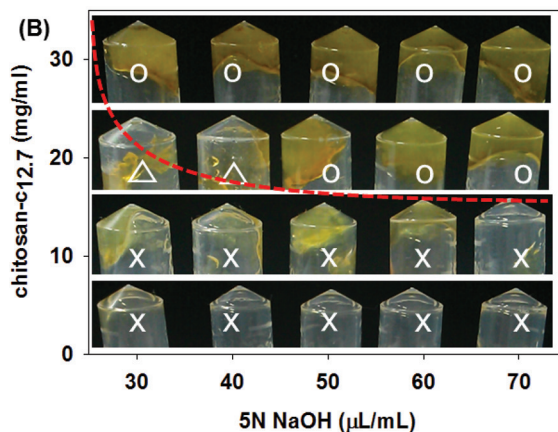 (B)
chitosan-c12.7 (mg/ml)
30
O O O O O
20
△ △ O O O
10
X X X X X
X X X X X
0
30 40 50 60 70
5N NaOH (μL/mL)